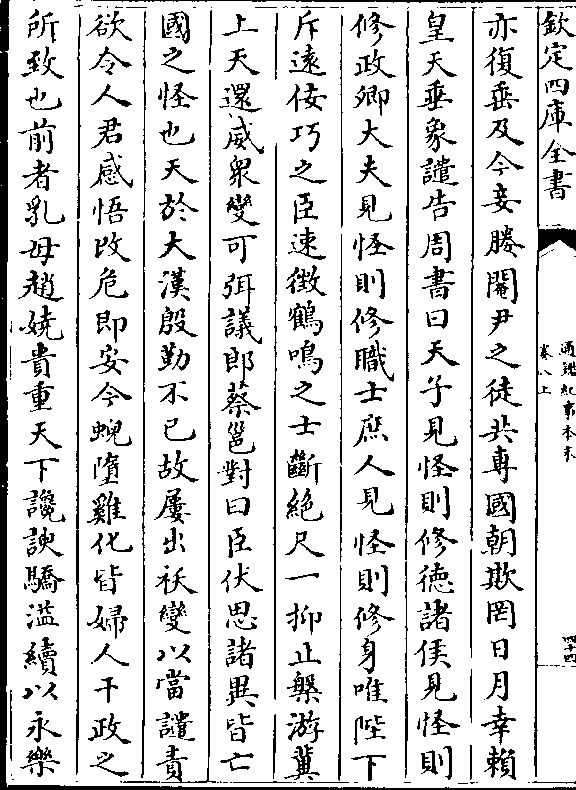 欽定四庫全書
通鑑紀事本末
卷八上
四十四
亦復垂及今妾媵閹尹之徒共專國朝欺罔日月幸賴
皇天垂象譴告周書曰天子見怪則修德諸侯見怪則
修政卿大夫見怪則修職士庶人見怪則修身唯陛下
斥遠佞巧之臣速徵鶴鳴之士斷絕尺一抑止槃游冀
上天還威衆變可弭議郎蔡邕對曰臣伏思諸異皆亡
國之怪也天於大漢殷勤不已故屢出祅變以當譴責
欲令人君感悟改危即安今蜺墮雞化皆婦人干政之
所致也前者乳母趙嬈貴重天下讒諛驕溢續以永樂